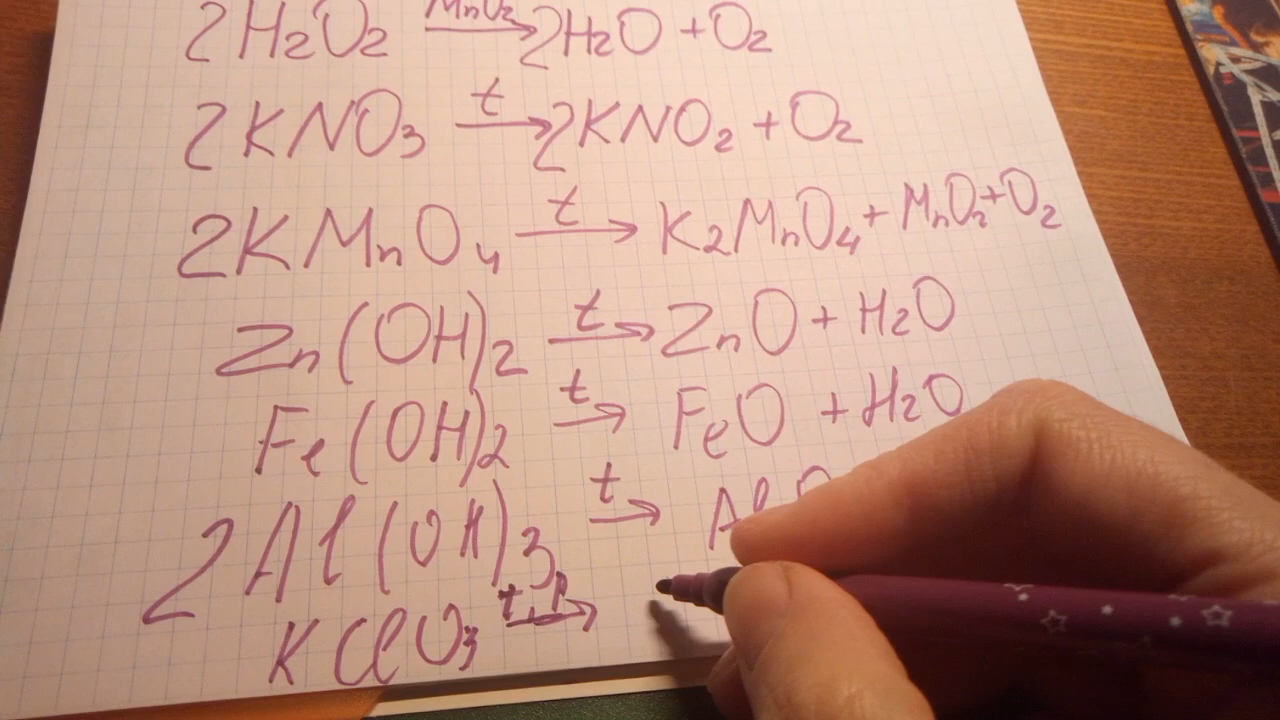 2H2O2 MnO2→ 2H2O + O2
2KNO3 t→ 2KNO2 + O2
2KMnO4 t→ K2MnO4 + MnO2 + O2
Zn(OH)2 t→ ZnO + H2O
Fe(OH)2 t→ FeO + H2O
2Al(OH)3 t→ Al
KClO3 t, p→